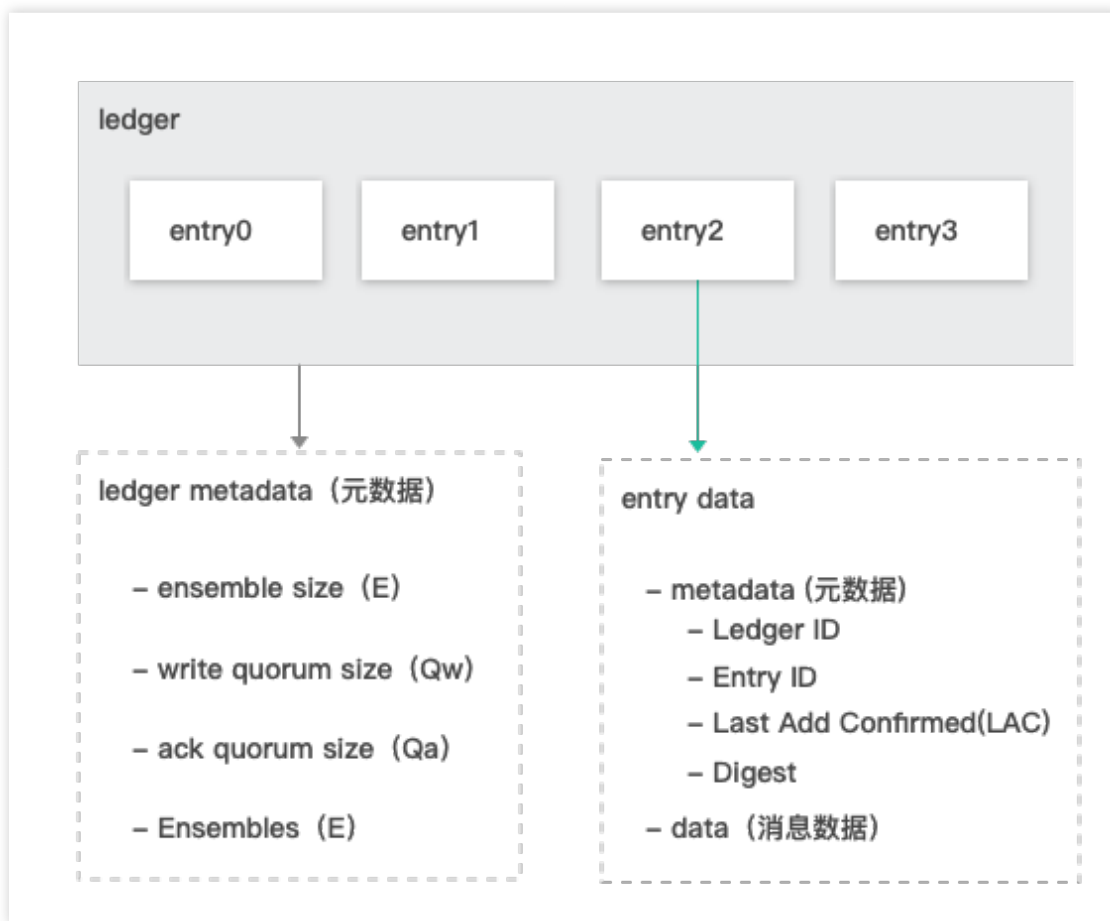 ledger
entry0
entry1
entry2
entry3
ledger metadata（元数据）
– ensemble size（E）
– write quorum size（Qw）
– ack quorum size（Qa）
– Ensembles（E）
entry data
– metadata (元数据）
– Ledger ID
– Entry ID
– Last Add Confirmed(LAC)
– Digest
– data（消息数据）